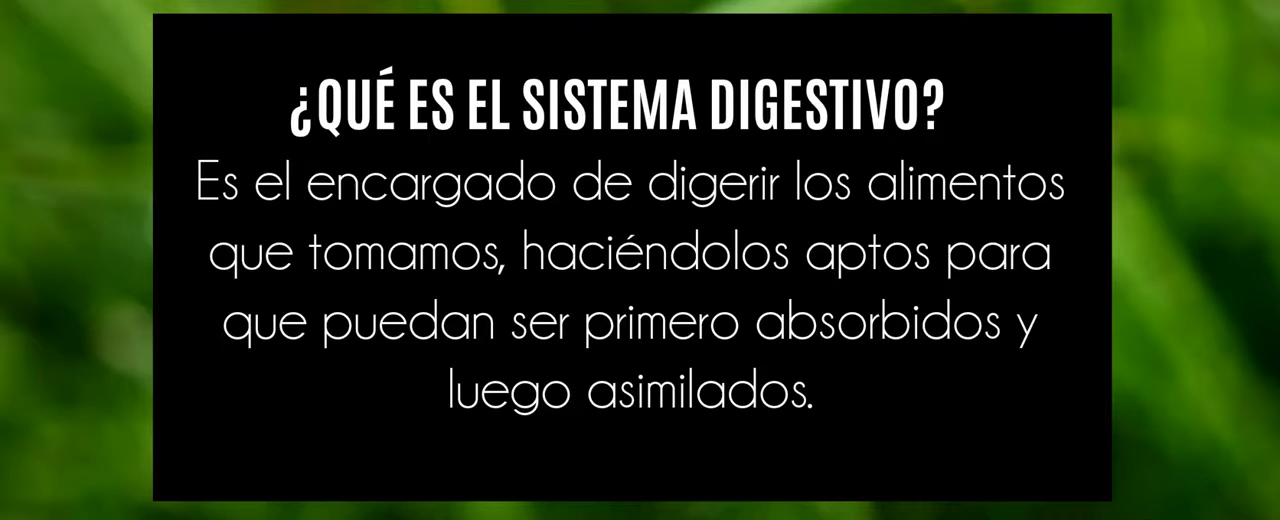 ¿QUÉ ES EL SISTEMA DIGESTIVO?
Es el encargado de digerir los alimentos
que tomamos, haciéndolos aptos para
que puedan ser primero absorbidos y
luego asimilados.